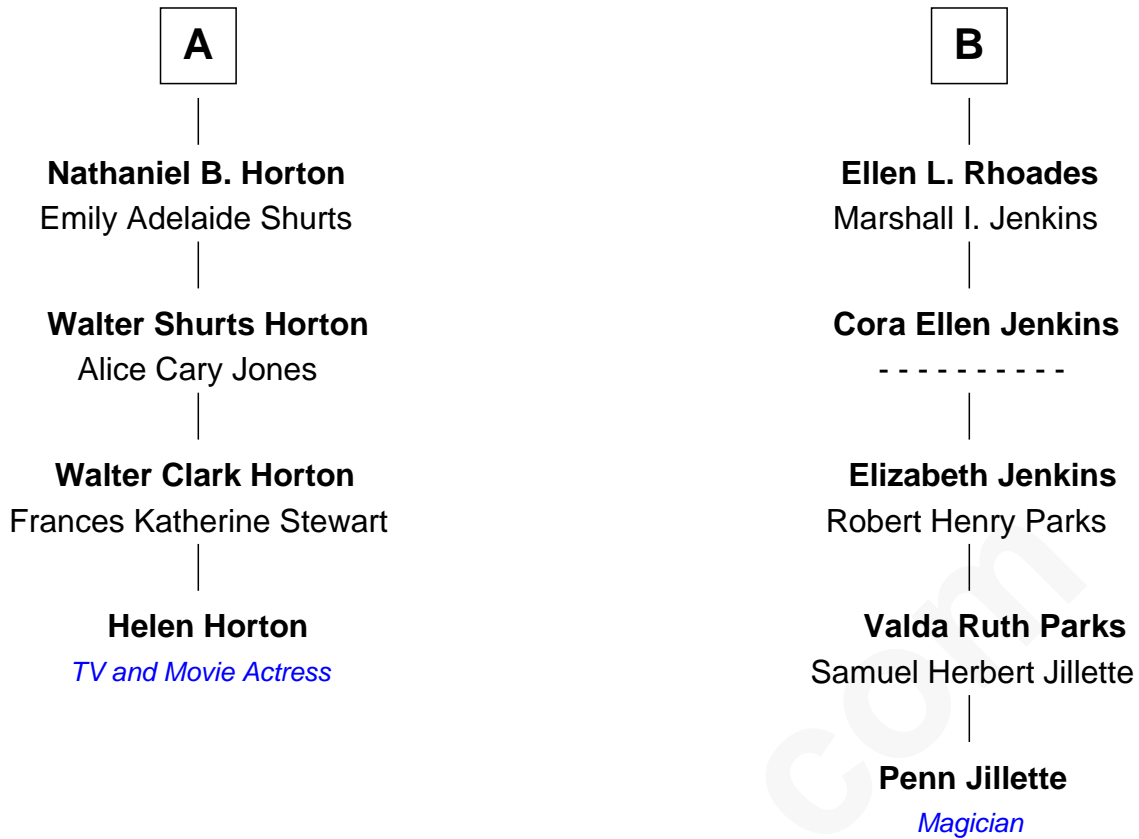 A
Nathaniel B. Horton
Emily Adelaide Shurts
Walter Shurts Horton
Alice Cary Jones
Walter Clark Horton
Frances Katherine Stewart
Helen Horton
TV and Movie Actress
B
Ellen L. Rhoades
Marshall I. Jenkins
Cora Ellen Jenkins
- - - - - - - - - -
Elizabeth Jenkins
Robert Henry Parks
Valda Ruth Parks
Samuel Herbert Jillette
Penn Jillette
Magician
com